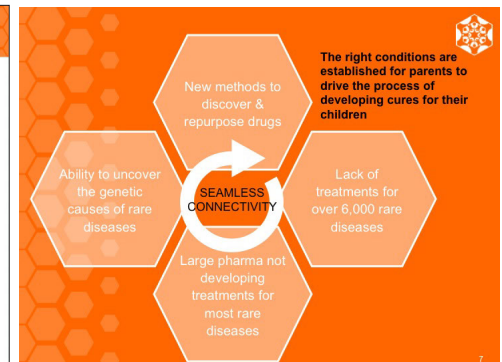 The right conditions are
established for parents to
drive the process of
developing cures for their
children
New methods to
discover &
repurpose drugs
Ability to uncover
the genetic
causes of rare
diseases
SEAMLESS
CONNECTIVITY
Lack of
treatments for
over 6,000 rare
diseases
Large pharma not
developing
treatments for
most rare
diseases
7